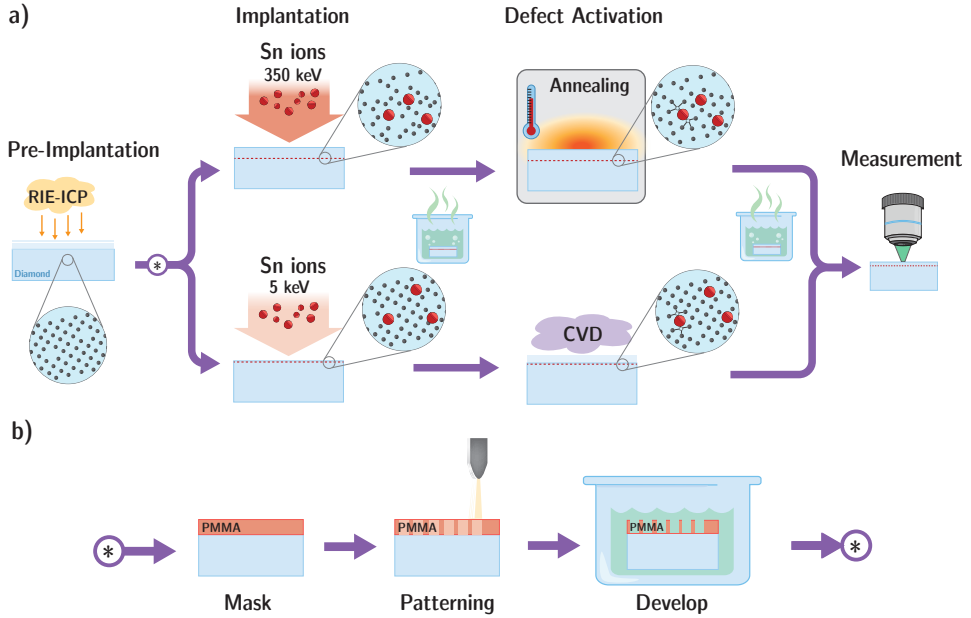 a)
Implantation
Defect Activation
Sn ions
350 keV
Annealing
Pre-Implantation
Measurement
RIE-ICP
Diamond
*
Sn ions
5 keV
CVD
b)
*
PMMA
PMMA
PMMA
*
Mask
Patterning
Develop